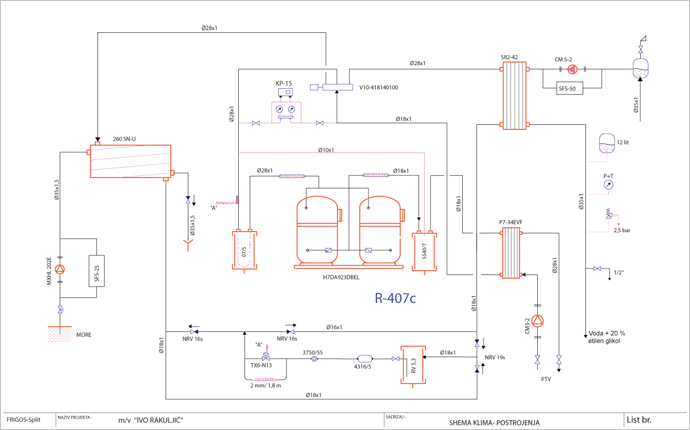 Ø28x1
Ø28x1
582-42
CM 5-2
SFS-50
Ø35x1
KP-15
V10-418140100
Ø28x1
Ø18x1
260 SN-U
Ø10x1
12 lit
Ø28x1
Ø18x1
P+T
Ø35x1,5
"A"
Ø35x1,5
Ø18x1
Ø35x1
2,5 bar
P7-34EVF
MXHL 202E
SFS-25
SS40/7
H7DA923DBEL
Ø28x1
1/2"
R-407c
Ø18x1
CM3-2
MORE
NRV 16s
NRV 16s
Ø16x1
Voda + 20 %
etilen glikol
Ø18x1
"A"
TX6-N13
3750/55
4316/5
RV 5,3
Ø18x1
NRV 19s
2 mm/ 1,8 m
PTV
Ø18x1
FRIGOS-Split
NAZIV PROJEKTA :
m/v "IVO RAKULJIĆ"
SADRZAJ :
SHEMA KLIMA- POSTROJENJA
List br.